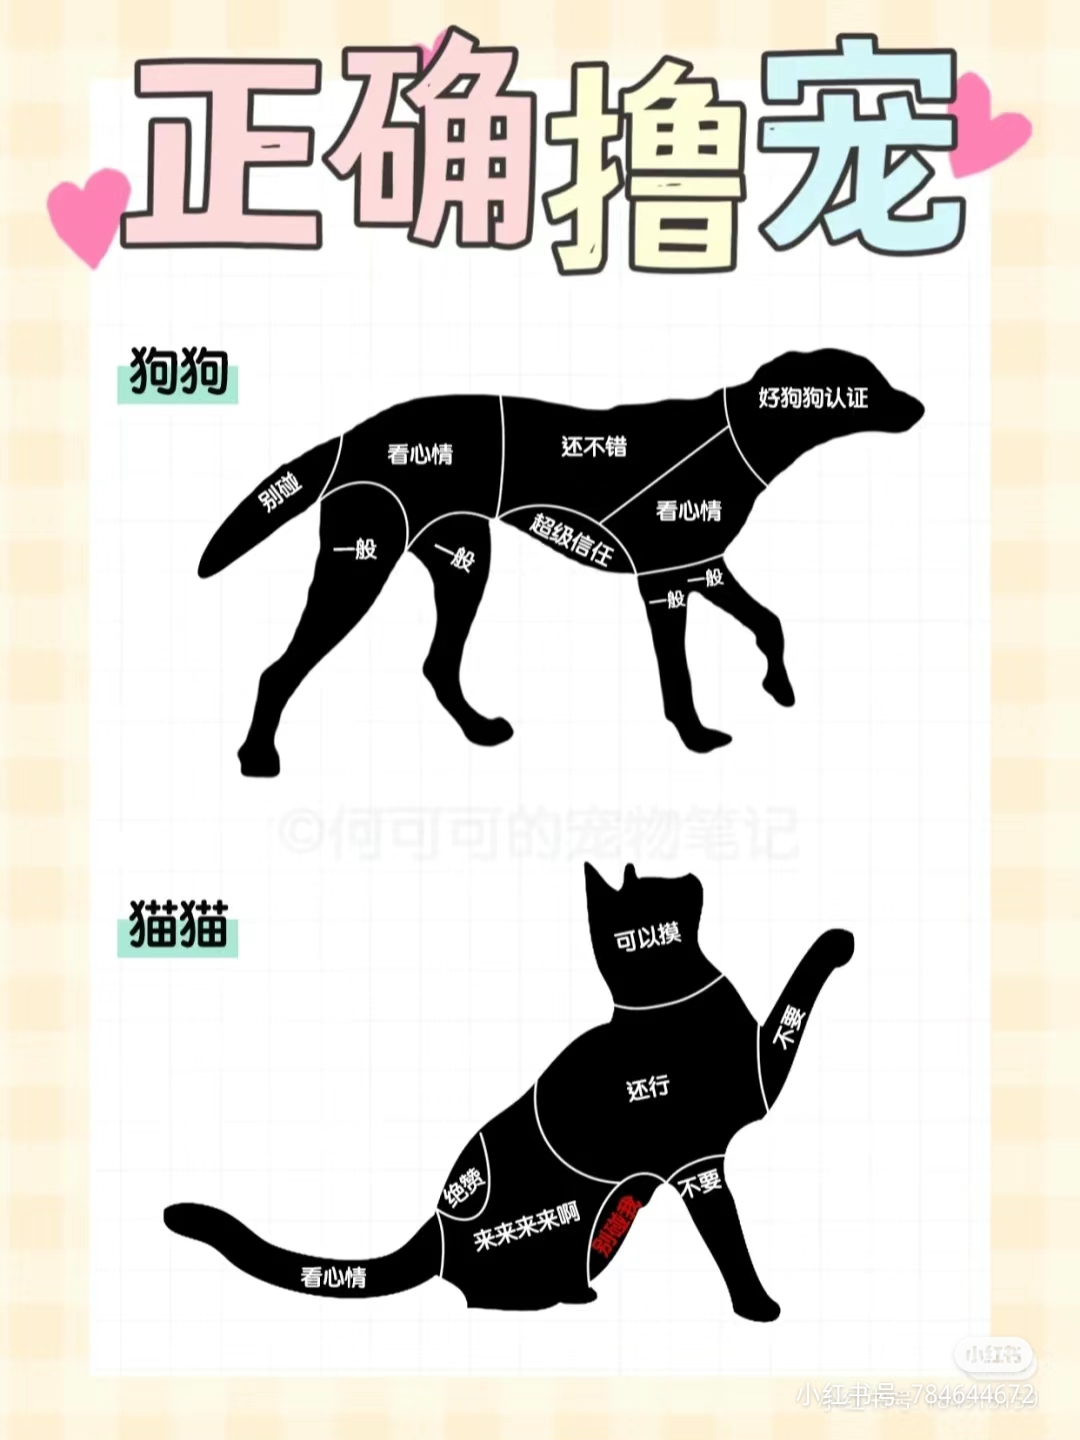 正确撸宠
狗狗
好狗狗认证
还不错
看心情
别碰
看心情
超级信任
一般
一般
一般
一般
©何可可的宠物笔记
猫猫
可以摸
不要
还行
绝赞
不要
来来来来啊
别碰我
看心情
小红书
小红书号:784644672